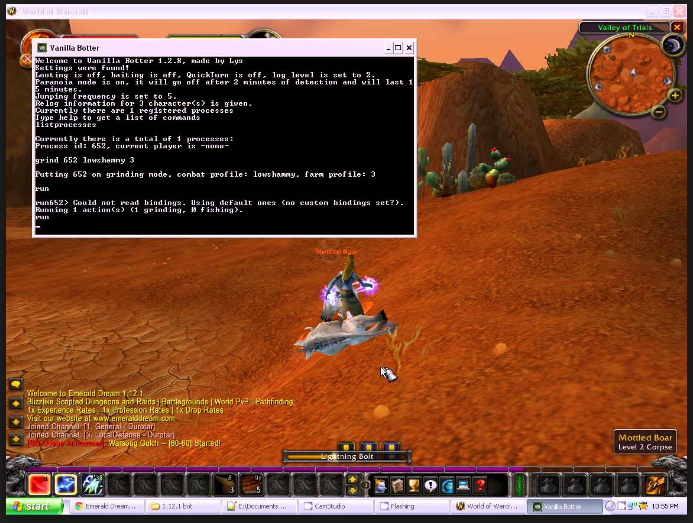 World of Warcraft
Valley of Trials
N
Vanilla Botter
Welcome to Vanilla Botter 1.2.8, made by Lys
Settings were found!
Looting is off, baiting is off, QuickTurn is off, log level is set to 2.
Paranoia mode is on, it will go off after 2 minutes of detection and will last 1
5 minutes.
Jumping frequency is set to 5.
Relog information for 3 character(s) is given.
Currently there are 1 registered processes
Type help to get a list of commands
listprocesses
Currently there is a total of 1 processes:
Process id: 652, current player is -none-
grind 652 lowshammy 3
Putting 652 on grinding mode, combat profile: lowshammy, farm profile: 3
run
run652> Could not read bindings. Using default ones (no custom bindings set?).
Running 1 action(s) (1 grinding, 0 fishing).
run
Mottled Boar
Welcome to Emerald Dream 1.12.1
Blizzlike Scripted Dungeons and Raids | Battlegrounds | World PvP | Pathfinding
1x Experience Rates | 1x Profession Rates | 1x Drop Rates
Visit our website at www.emeralddream.com
Joined Channel: [1. General - Durotar]
Joined Channel: [3. LocalDefense - Durotar]
Warsong Gulch -- [60-60] Started!
Mottled Boar
Level 2 Corpse
Lightning Bolt
3
5
start
Emerald Dream...
1.12.1 bot
E:\Documents ...
CamStudio
Flashing
World of Warcr...
Vanilla Botter
10:55 PM